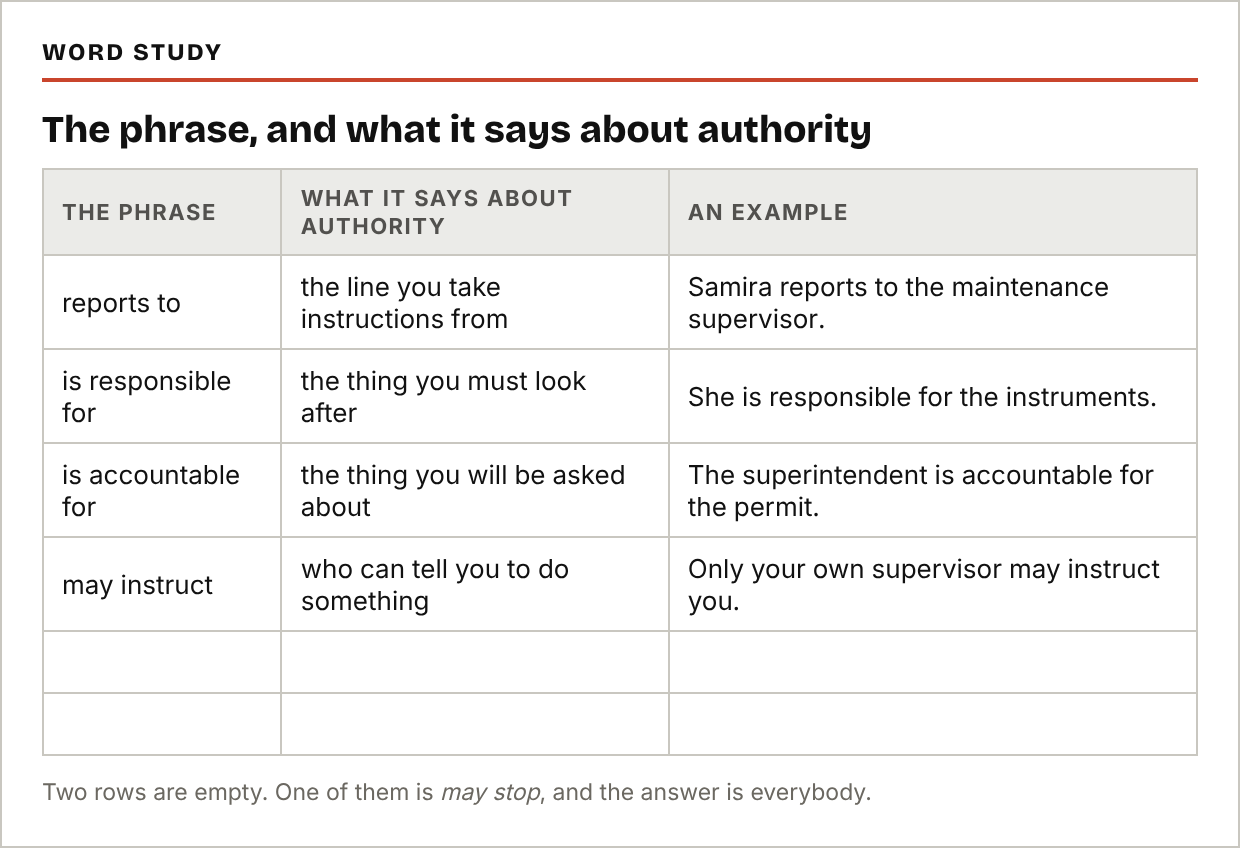 WORD STUDY
The phrase, and what it says about authority
THE PHRASE
WHAT IT SAYS ABOUT
AUTHORITY
AN EXAMPLE
reports to
the line you take
instructions from
Samira reports to the maintenance
supervisor.
is responsible
for
the thing you must look
after
She is responsible for the instruments.
is accountable
for
the thing you will be asked
about
The superintendent is accountable for
the permit.
may instruct
who can tell you to do
something
Only your own supervisor may instruct
you.
Two rows are empty. One of them is may stop, and the answer is everybody.